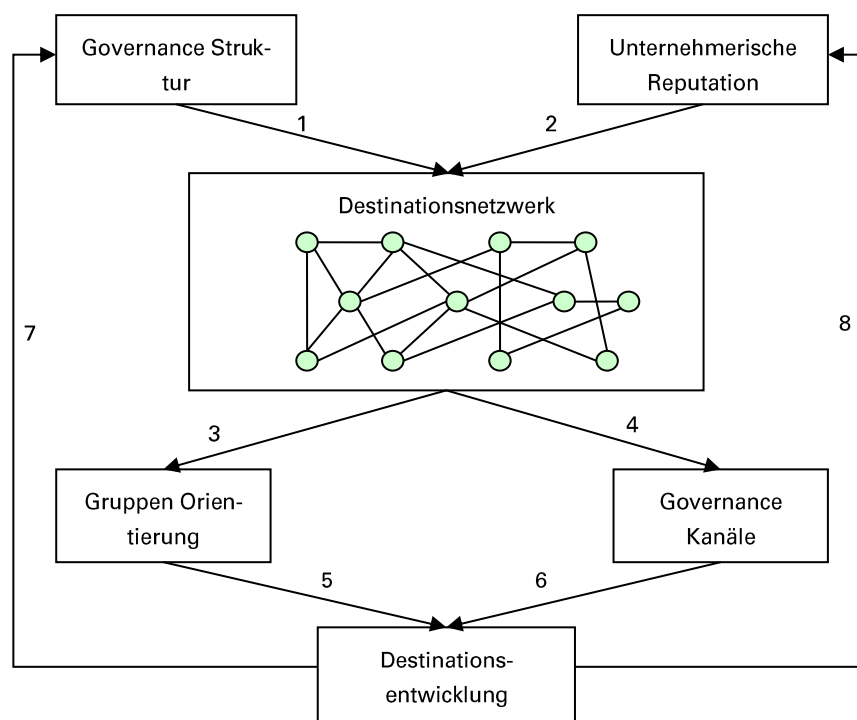 Governance Struk-
tur
Unternehmerische
Reputation
1
2
Destinationsnetzwerk
7
8
3
4
Gruppen Orien-
tierung
Governance
Kanäle
5
6
Destinations-
entwicklung